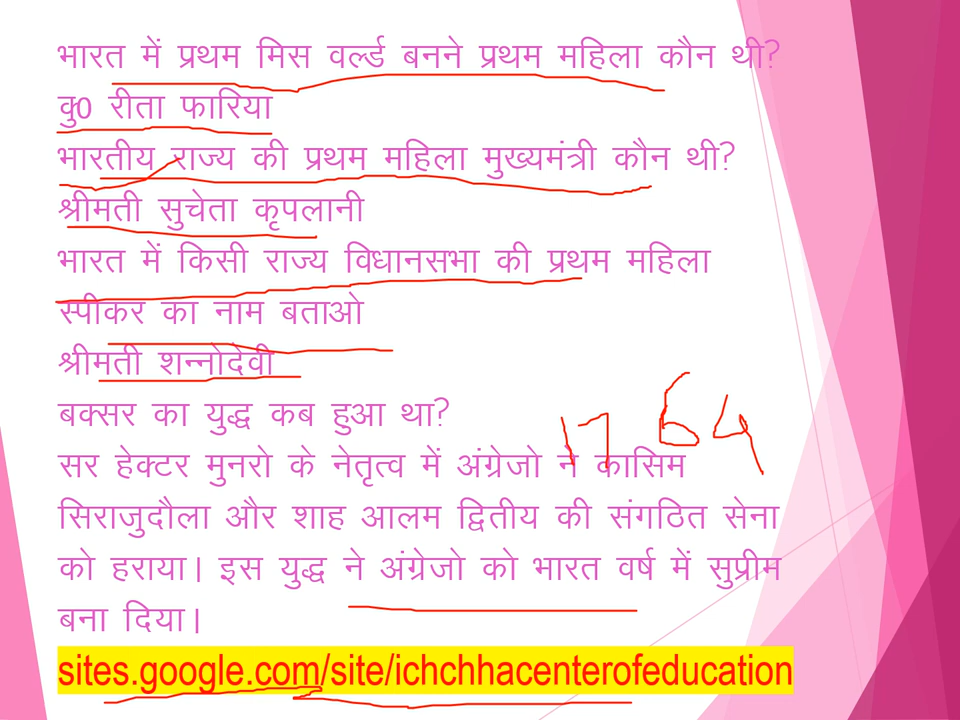 भारत में प्रथम मिस वर्ल्ड बनने प्रथम महिला कौन थी?
कु0 रीता फारिया
भारतीय राज्य की प्रथम महिला मुख्यमंत्री कौन थी?
श्रीमती सुचेता कृपलानी
भारत में किसी राज्य विधानसभा की प्रथम महिला
स्पीकर का नाम बताओ
श्रीमती शन्नोदेवी
बक्सर का युद्ध कब हुआ था?
1764
सर हेक्टर मुनरो के नेतृत्व में अंग्रेजो ने कासिम
सिराजुदौला और शाह आलम द्वितीय की संगठित सेना
को हराया। इस युद्ध ने अंग्रेजो को भारत वर्ष में सुप्रीम
बना दिया।
sites.google.com/site/ichchhacenterofeducation